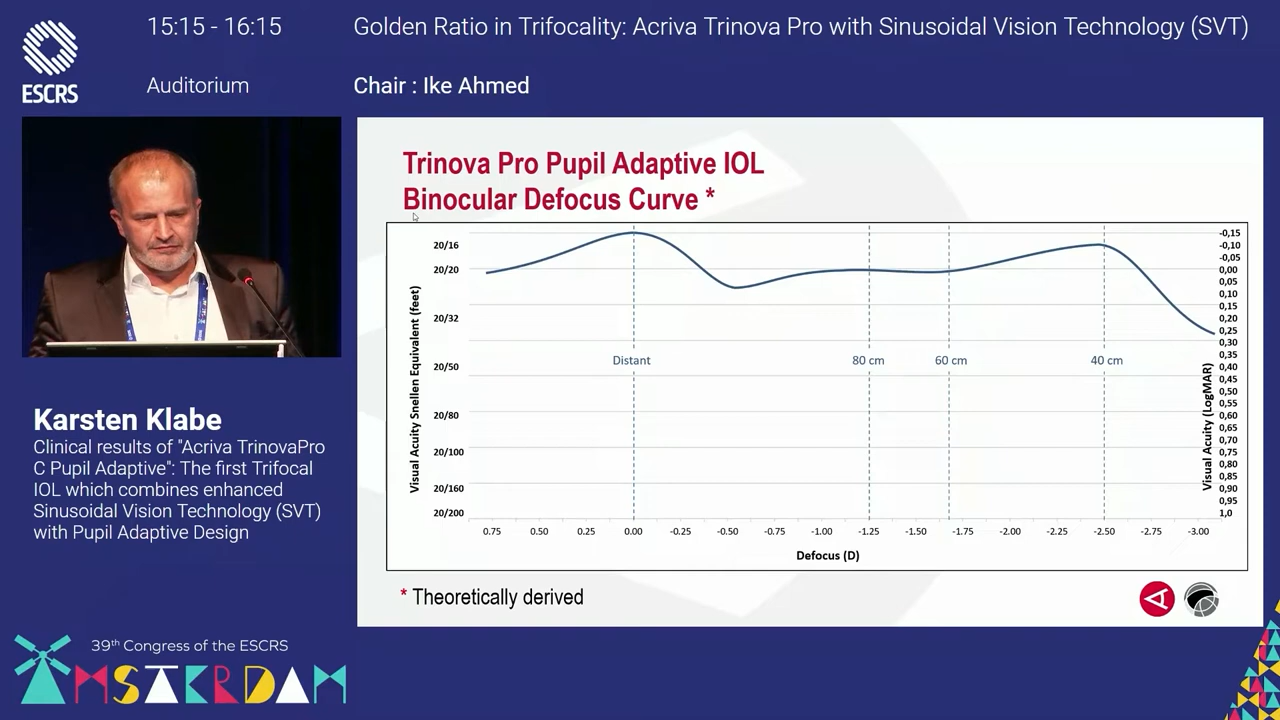 15:15 - 16:15
Golden Ratio in Trifocality: Acriva Trinova Pro with Sinusoidal Vision Technology (SVT)
ESCRS
Auditorium
Chair : Ike Ahmed
Trinova Pro Pupil Adaptive IOL
Binocular Defocus Curve *
Visual Acuity Snellen Equivalent (feet)
20/16
20/20
20/32
20/50
20/80
20/100
20/160
20/200
Distant
80 cm
60 cm
40 cm
-0,15
-0,10
-0,05
0,00
0,05
0,10
0,15
0,20
0,25
0,30
0,35
0,40
0,45
0,50
0,55
0,60
0,65
0,70
0,75
0,80
0,85
0,90
0,95
1,0
Visual Acuity (LogMAR)
0.75 0.50 0.00 -0.25 -0.50 -0.75 -1.00 -1.25 -1.50 -1.75 -2.00 -2.25 -2.50 -2.75 -3.00
Defocus (D)
* Theoretically derived
Karsten Klabe
Clinical results of "Acriva TrinovaPro
C Pupil Adaptive": The first Trifocal
IOL which combines enhanced
Sinusoidal Vision Technology (SVT)
with Pupil Adaptive Design
39th Congress of the ESCRS
AMSTERDAM